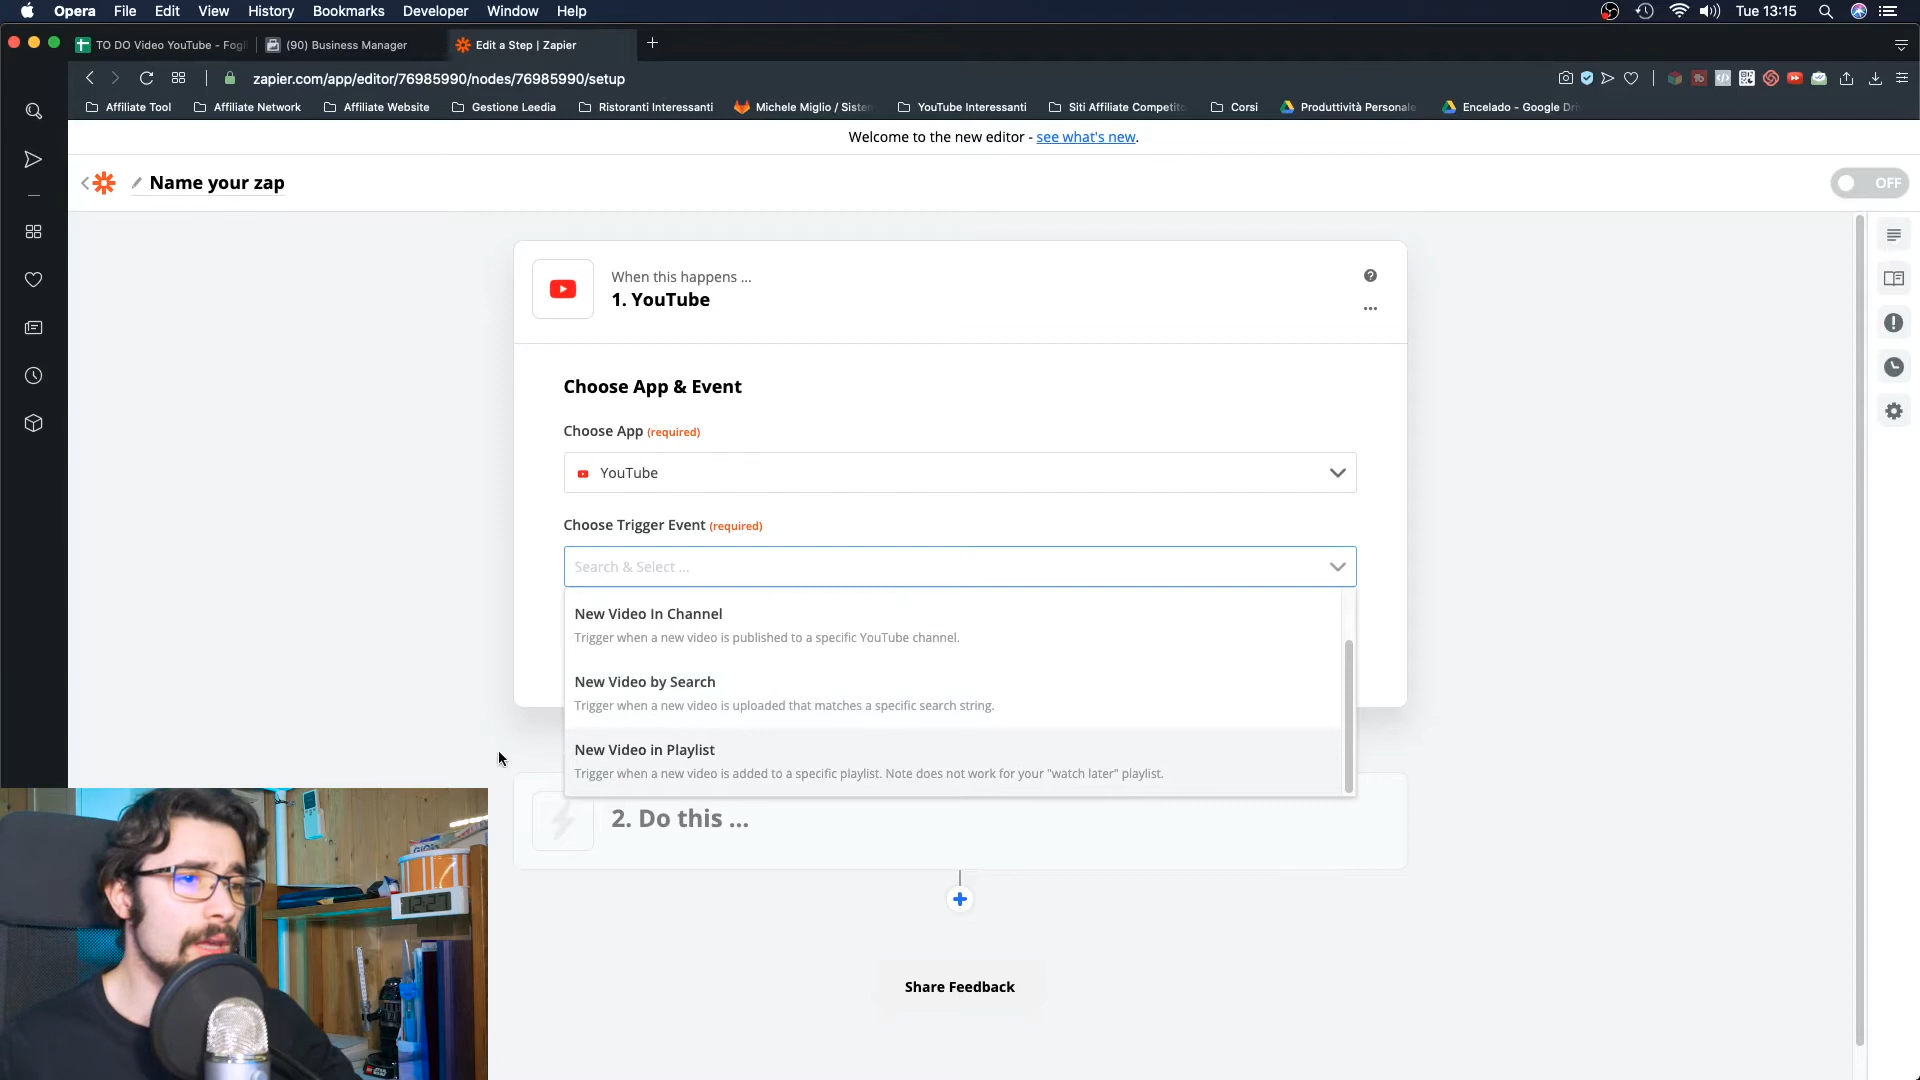 Opera File Edit View History Bookmarks Developer Window Help Tue 13:15
TO DO Video YouTube - Fogli (90) Business Manager Edit a Step | Zapier
zapier.com/app/editor/76985990/nodes/76985990/setup
Affiliate Tool Affiliate Network Affiliate Website Gestione Leedia Ristoranti Interessanti Michele Miglio / Sisten YouTube Interessanti Siti Affiliate Competito Corsi Produttività Personale Encelado - Google Dri
Welcome to the new editor - see what's new.
Name your zap
OFF
When this happens ...
1. YouTube
Choose App & Event
Choose App (required)
YouTube
Choose Trigger Event (required)
Search & Select ...
New Video In Channel
Trigger when a new video is published to a specific YouTube channel.
New Video by Search
Trigger when a new video is uploaded that matches a specific search string.
New Video in Playlist
Trigger when a new video is added to a specific playlist. Note does not work for your "watch later" playlist.
2. Do this ...
Share Feedback
12:27